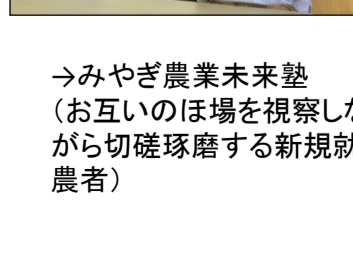 →みやぎ農業未来塾
（お互いのほ場を視察しな
がら切磋琢磨する新規就
農者）